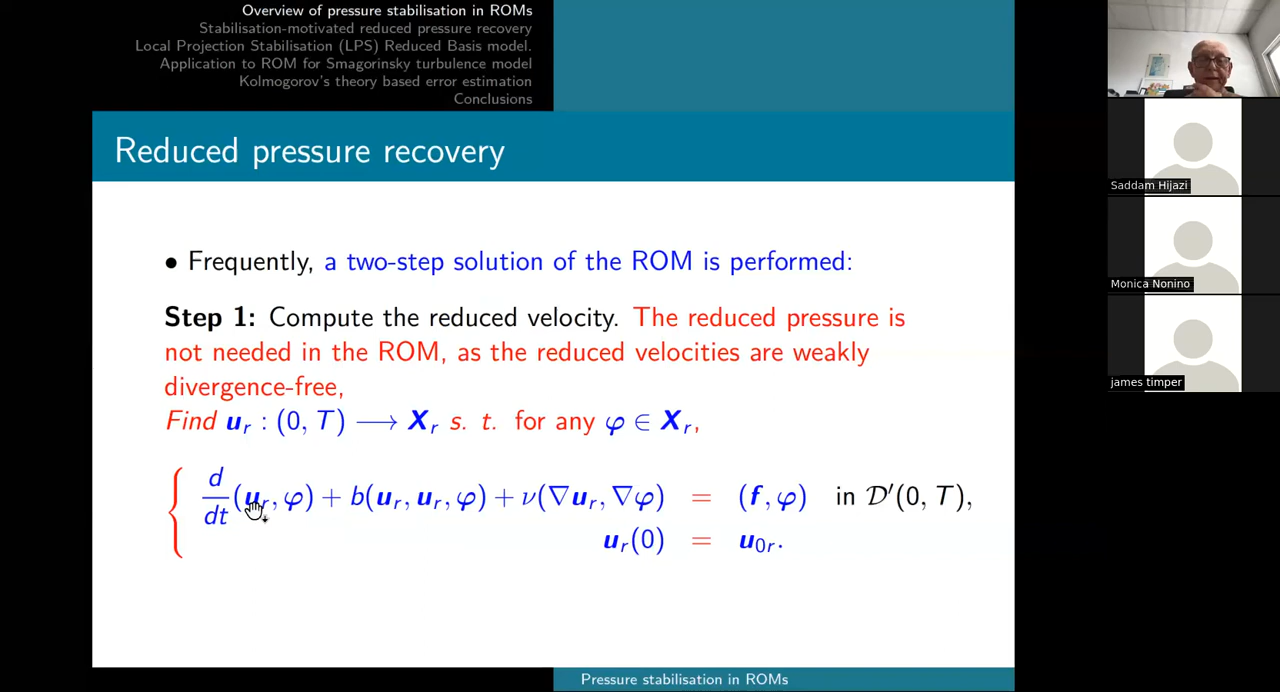 Overview of pressure stabilisation in ROMs
Stabilisation-motivated reduced pressure recovery
Local Projection Stabilisation (LPS) Reduced Basis model.
Application to ROM for Smagorinsky turbulence model
Kolmogorov's theory based error estimation
Conclusions
Reduced pressure recovery
• Frequently, a two-step solution of the ROM is performed:
Step 1: Compute the reduced velocity. The reduced pressure is
not needed in the ROM, as the reduced velocities are weakly
divergence-free,
Find u_r : (0, T) ⟶ X_r s. t. for any φ ∈ X_r,
d/dt (u_r, φ) + b(u_r, u_r, φ) + ν(∇u_r, ∇φ) = (f, φ) in D′(0, T),
u_r(0) = u_{0r}.
Pressure stabilisation in ROMs
Saddam Hijazi
Monica Nonino
james timper